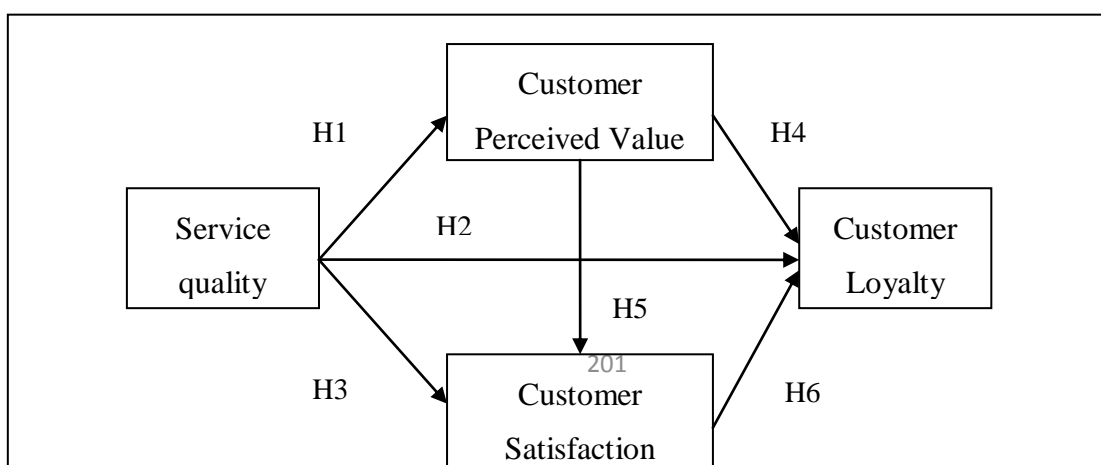 Customer
Perceived Value
H1
H4
Service
quality
H2
Customer
Loyalty
H5
201
H3
Customer
Satisfaction
H6